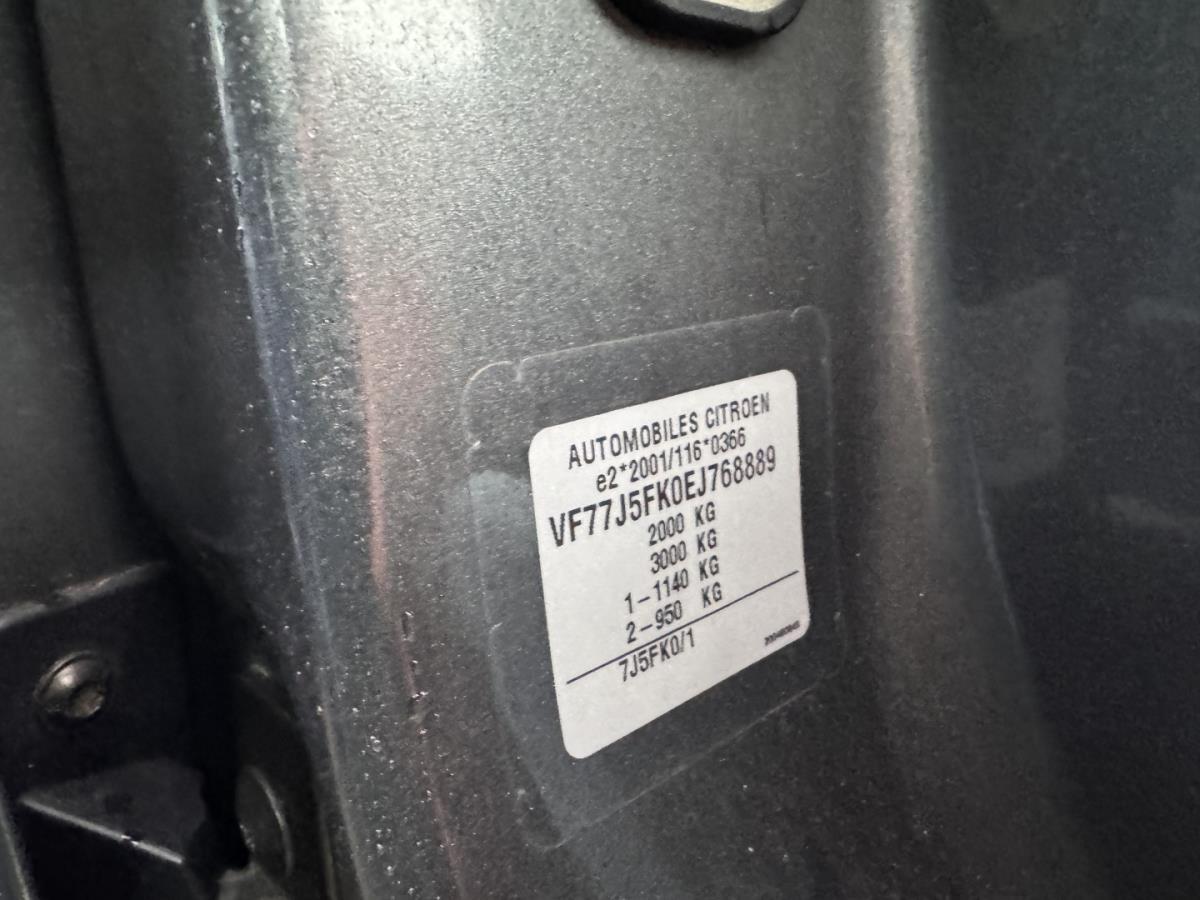 AUTOMOBILES CITROEN
e2*2001/116*0366
VF77J5FK0EJ768889
2000 KG
3000 KG
1-1140 KG
2-950 KG
7J5FK0/1